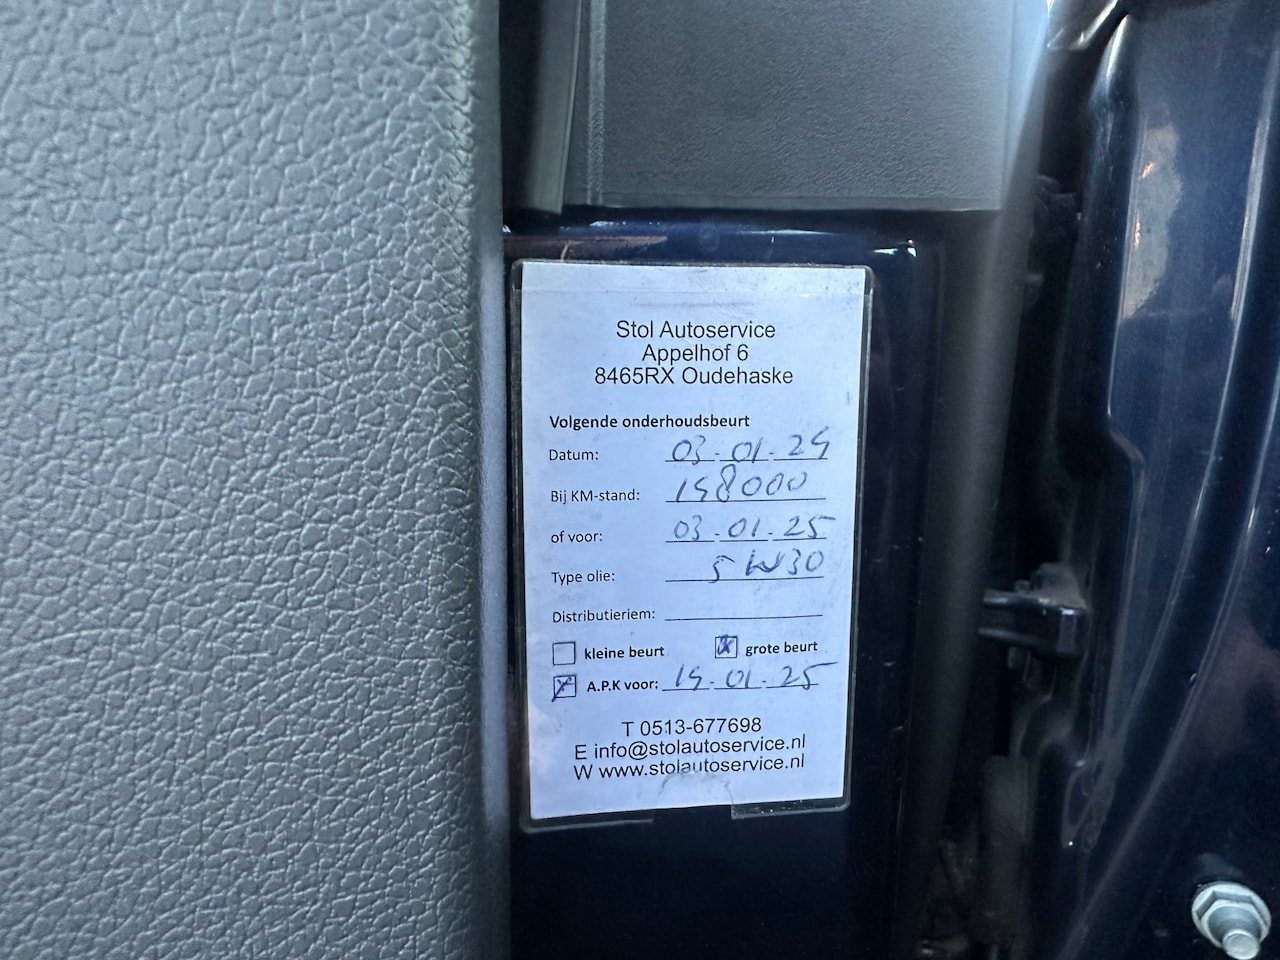 Stol Autoservice
Appelhof 6
8465RX Oudehaske
Volgende onderhoudsbeurt
Datum: 03-01-24
Bij KM-stand: 158000
of voor: 03-01-25
Type olie: 5W30
Distributieriem:
kleine beurt grote beurt
A.P.K voor: 15-01-25
T 0513-677698
E info@stolautoservice.nl
W www.stolautoservice.nl